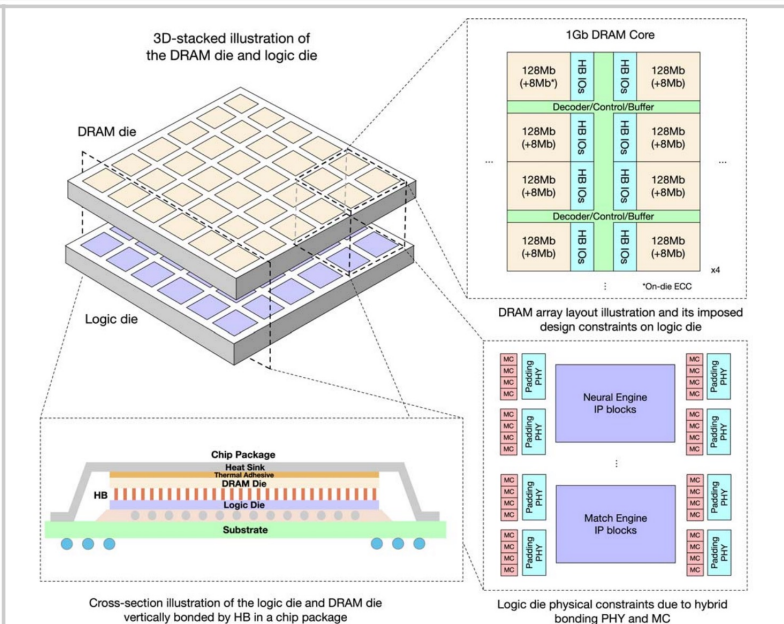 3D-stacked illustration of
the DRAM die and logic die
DRAM die
Logic die
1Gb DRAM Core
128Mb
(+8Mb*)
HB IOs
HB IOs
128Mb
(+8Mb)
Decoder/Control/Buffer
128Mb
(+8Mb)
HB IOs
HB IOs
128Mb
(+8Mb)
...
...
128Mb
(+8Mb)
HB IOs
HB IOs
128Mb
(+8Mb)
Decoder/Control/Buffer
128Mb
(+8Mb)
HB IOs
HB IOs
128Mb
(+8Mb)
x4
...
*On-die ECC
DRAM array layout illustration and its imposed
design constraints on logic die
Chip Package
Heat Sink
Thermal Adhesive
DRAM Die
HB
Logic Die
Substrate
Cross-section illustration of the logic die and DRAM die
vertically bonded by HB in a chip package
MC
MC
MC
MC
Padding
PHY
MC
MC
MC
MC
Padding
PHY
Neural Engine
IP blocks
MC
MC
MC
MC
Padding
PHY
MC
MC
MC
MC
Padding
PHY
...
MC
MC
MC
MC
Padding
PHY
MC
MC
MC
MC
Padding
PHY
Match Engine
IP blocks
MC
MC
MC
MC
Padding
PHY
MC
MC
MC
MC
Padding
PHY
Logic die physical constraints due to hybrid
bonding PHY and MC